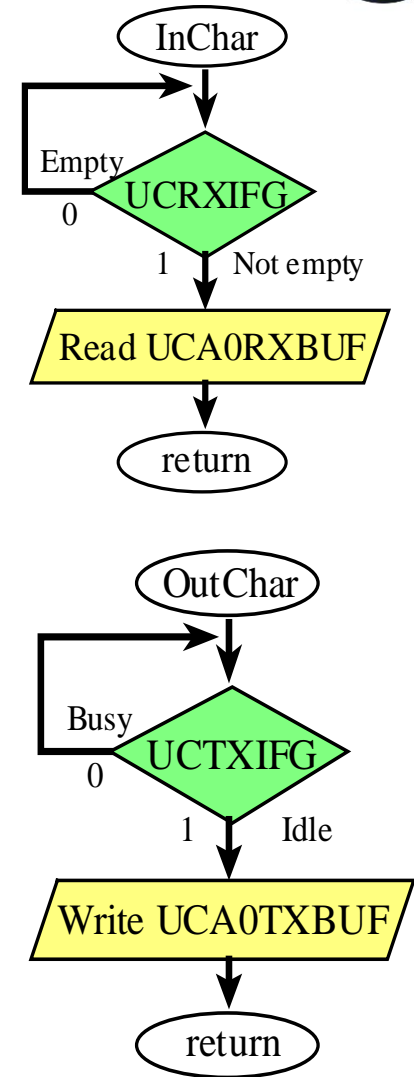 InChar
Empty
UCRXIFG
0
1 Not empty
Read UCA0RXBUF
return
OutChar
Busy
UCTXIFG
0
1 Idle
Write UCA0TXBUF
return